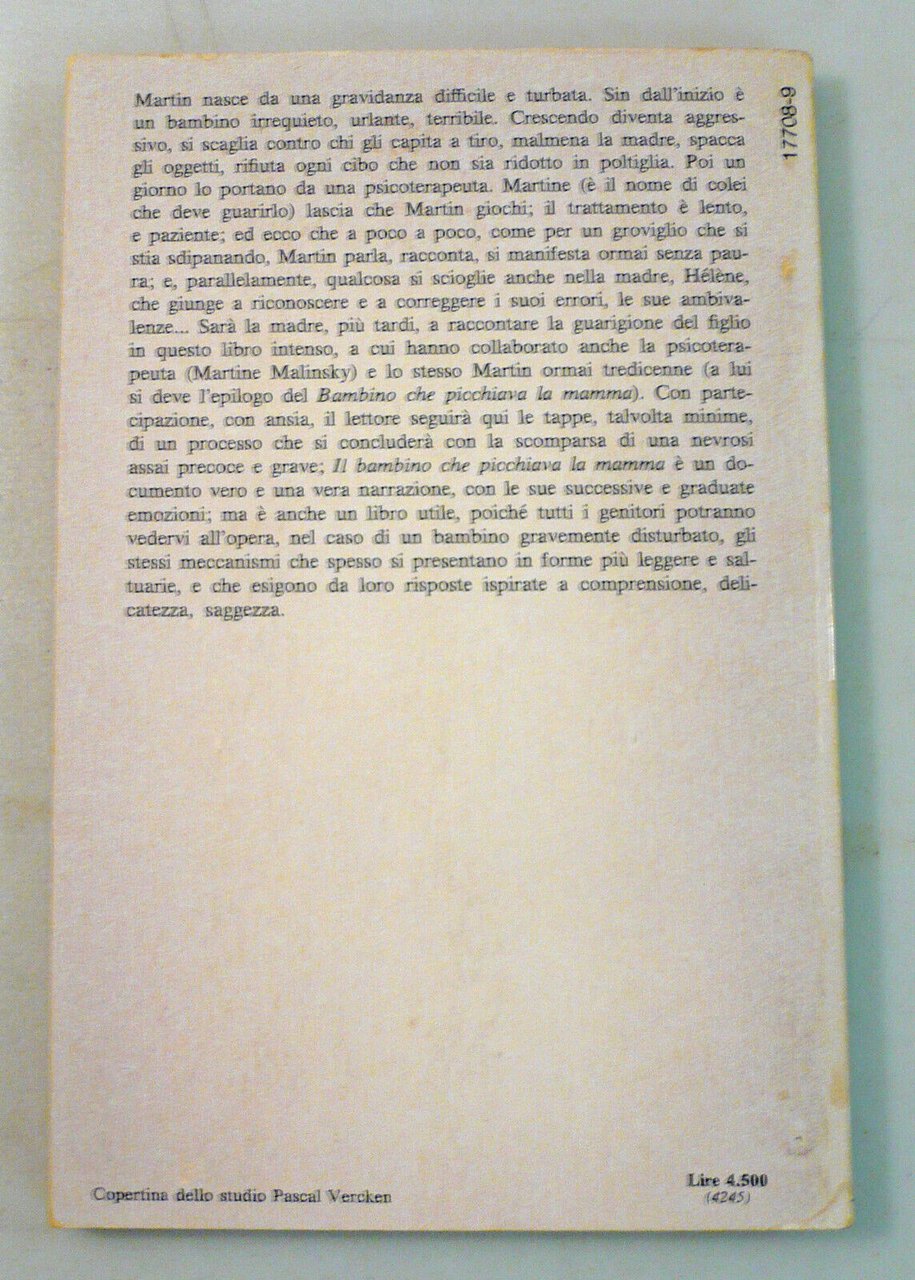 Martin nasce da una gravidanza difficile e turbata. Sin dall'inizio è
un bambino irrequieto, urlante, terribile. Crescendo diventa aggres-
sivo, si scaglia contro chi gli capita a tiro, malmena la madre, spacca
gli oggetti, rifiuta ogni cibo che non sia ridotto in poltiglia. Poi un
giorno lo portano da una psicoterapeuta. Martine (è il nome di colei
che deve guarirlo) lascia che Martin giochi; il trattamento è lento,
e paziente; ed ecco che a poco a poco, come per un groviglio che si
stia sdipanando, Martin parla, racconta, si manifesta ormai senza pau-
ra; e, parallelamente, qualcosa si scioglie anche nella madre, Hélène,
che giunge a riconoscere e a correggere i suoi errori, le sue ambiva-
lenze... Sarà la madre, più tardi, a raccontare la guarigione del figlio
in questo libro intenso, a cui hanno collaborato anche la psicotera-
peuta (Martine Malinsky) e lo stesso Martin ormai tredicenne (a lui
si deve l'epilogo del Bambino che picchiava la mamma). Con parte-
cipazione, con ansia, il lettore seguirà qui le tappe, talvolta minime,
di un processo che si concluderà con la scomparsa di una nevrosi
assai precoce e grave; Il bambino che picchiava la mamma è un do-
cumento vero e una vera narrazione, con le sue successive e graduate
emozioni; ma è anche un libro utile, poiché tutti i genitori potranno
vedervi all'opera, nel caso di un bambino gravemente disturbato, gli
stessi meccanismi che spesso si presentano in forme più leggere e sal-
tuarie, e che esigono da loro risposte ispirate a comprensione, deli-
catezza, saggezza.
17708-9
Copertina dello studio Pascal Vercken
Lire 4.500
(4245)